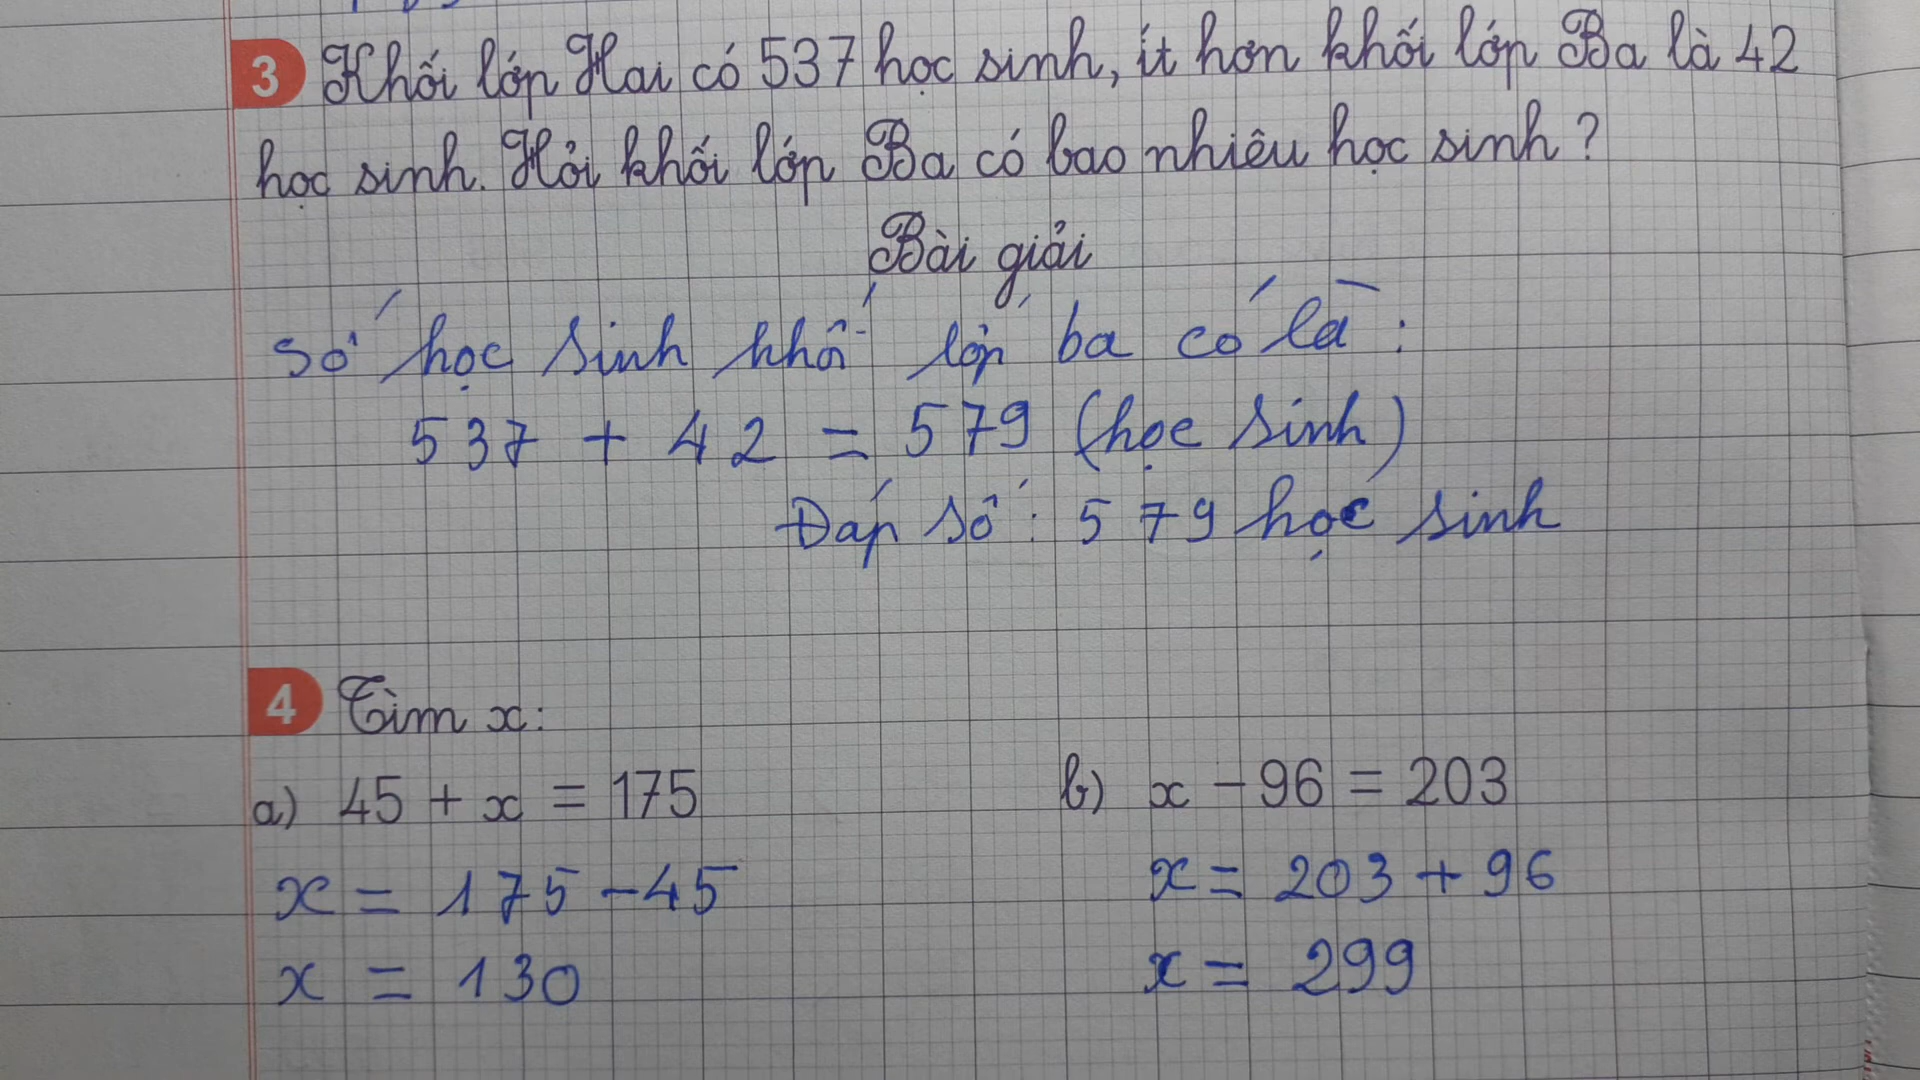 3 Khối lớp Hai có 537 học sinh, ít hơn khối lớp Ba là 42
học sinh. Hỏi khối lớp Ba có bao nhiêu học sinh?
Bài giải
Số học sinh khối lớp ba có là:
537 + 42 = 579 (học sinh)
Đáp số: 579 học sinh
4 Tìm x:
a) 45 + x = 175
b) x - 96 = 203
x = 175 - 45
x = 203 + 96
x = 130
x = 299